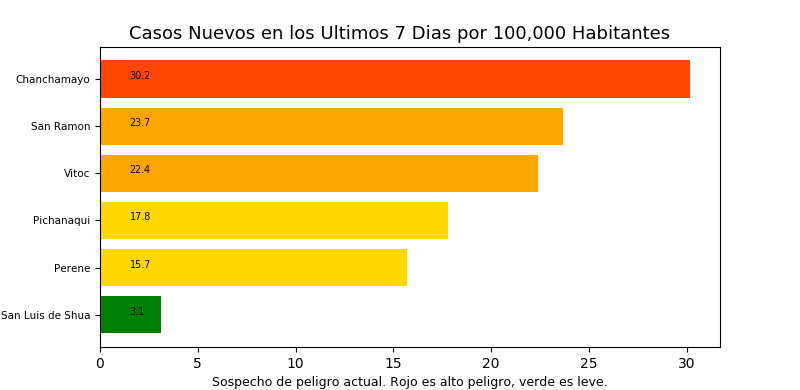 Casos Nuevos en los Ultimos 7 Dias por 100,000 Habitantes
Chanchamayo 30.2
San Ramon 23.7
Vitoc 22.4
Pichanaqui 17.8
Perene 15.7
San Luis de Shua 3.1
0 5 10 15 20 25 30
Sospecho de peligro actual. Rojo es alto peligro, verde es leve.